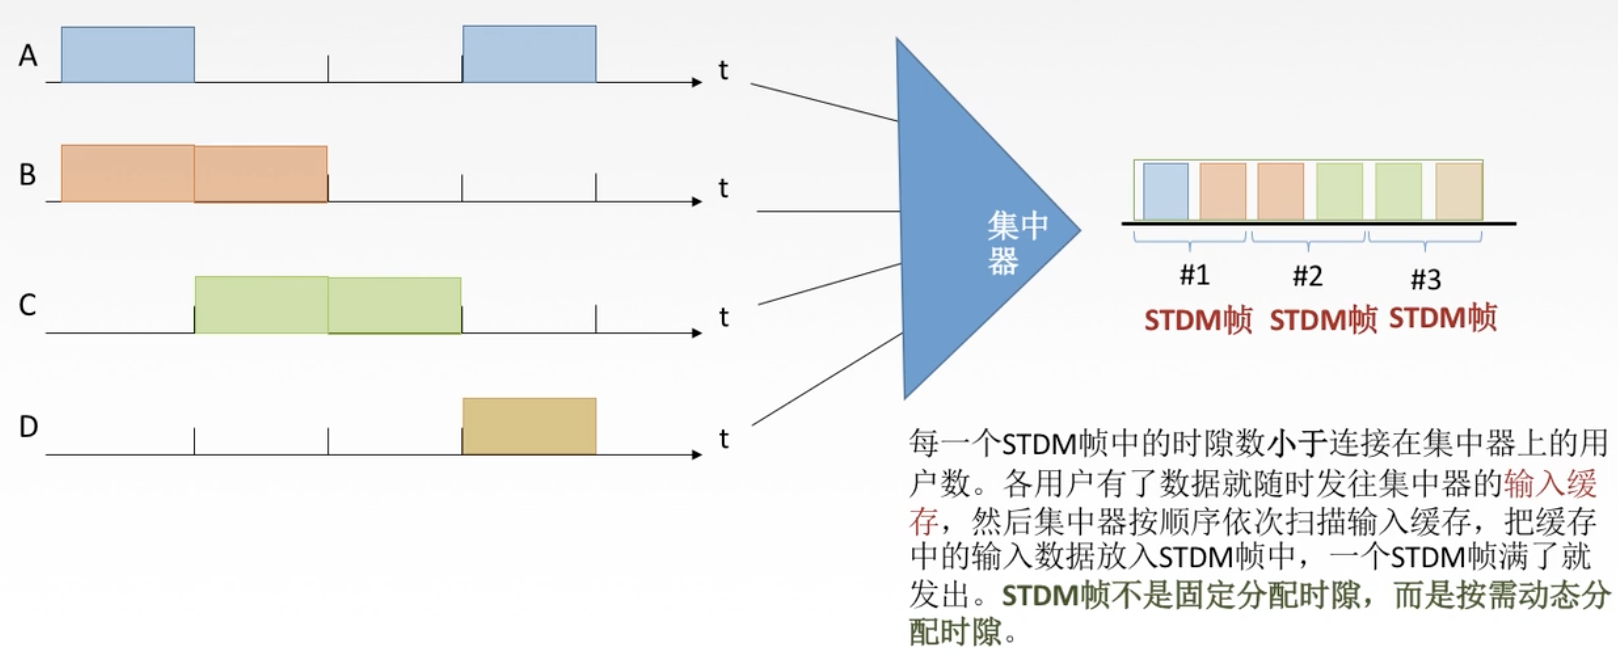 A
t
B
t
C
t
D
t
集中
器
#1
#2
#3
STDM帧
STDM帧
STDM帧
每一个STDM帧中的时隙数小于连接在集中器上的用
户数。各用户有了数据就随时发往集中器的输入缓
存，然后集中器按顺序依次扫描输入缓存，把缓存
中的输入数据放入STDM帧中，一个STDM帧满了就
发出。STDM帧不是固定分配时隙，而是按需动态分
配时隙。